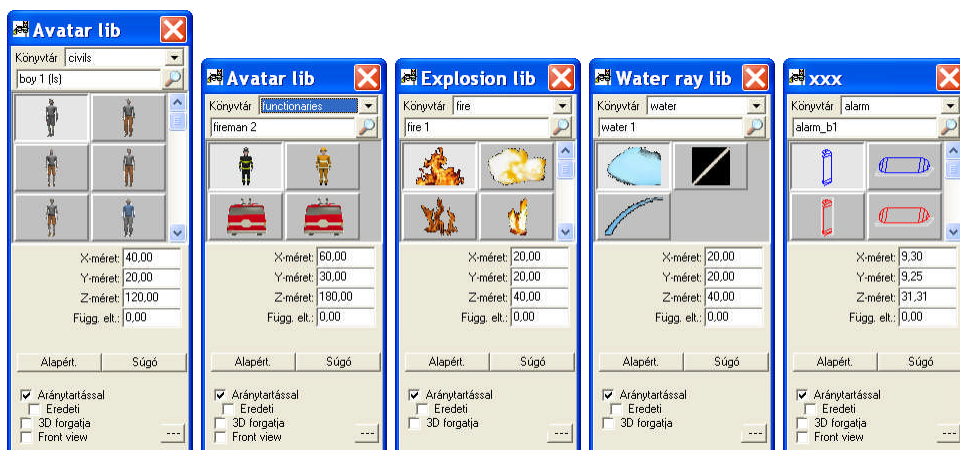 Avatar lib
Könyvtár civils
boy 1 (ls)
X-méret: 40,00
Y-méret: 20,00
Z-méret: 120,00
Függ. elt.: 0,00
Alapért. Súgó
Aránytartással
Eredeti
3D forgatja
Front view
---
Avatar lib
Könyvtár functionaries
fireman 2
X-méret: 60,00
Y-méret: 30,00
Z-méret: 180,00
Függ. elt.: 0,00
Alapért. Súgó
Aránytartással
Eredeti
3D forgatja
Front view
---
Explosion lib
Könyvtár fire
fire 1
X-méret: 20,00
Y-méret: 20,00
Z-méret: 40,00
Függ. elt.: 0,00
Alapért. Súgó
Aránytartással
Eredeti
3D forgatja
---
Water ray lib
Könyvtár water
water 1
X-méret: 20,00
Y-méret: 20,00
Z-méret: 40,00
Függ. elt.: 0,00
Alapért. Súgó
Aránytartással
Eredeti
3D forgatja
---
xxx
Könyvtár alarm
alarm_b1
X-méret: 9,30
Y-méret: 9,25
Z-méret: 31,31
Függ. elt.: 0,00
Alapért. Súgó
Aránytartással
Eredeti
3D forgatja
Front view
---